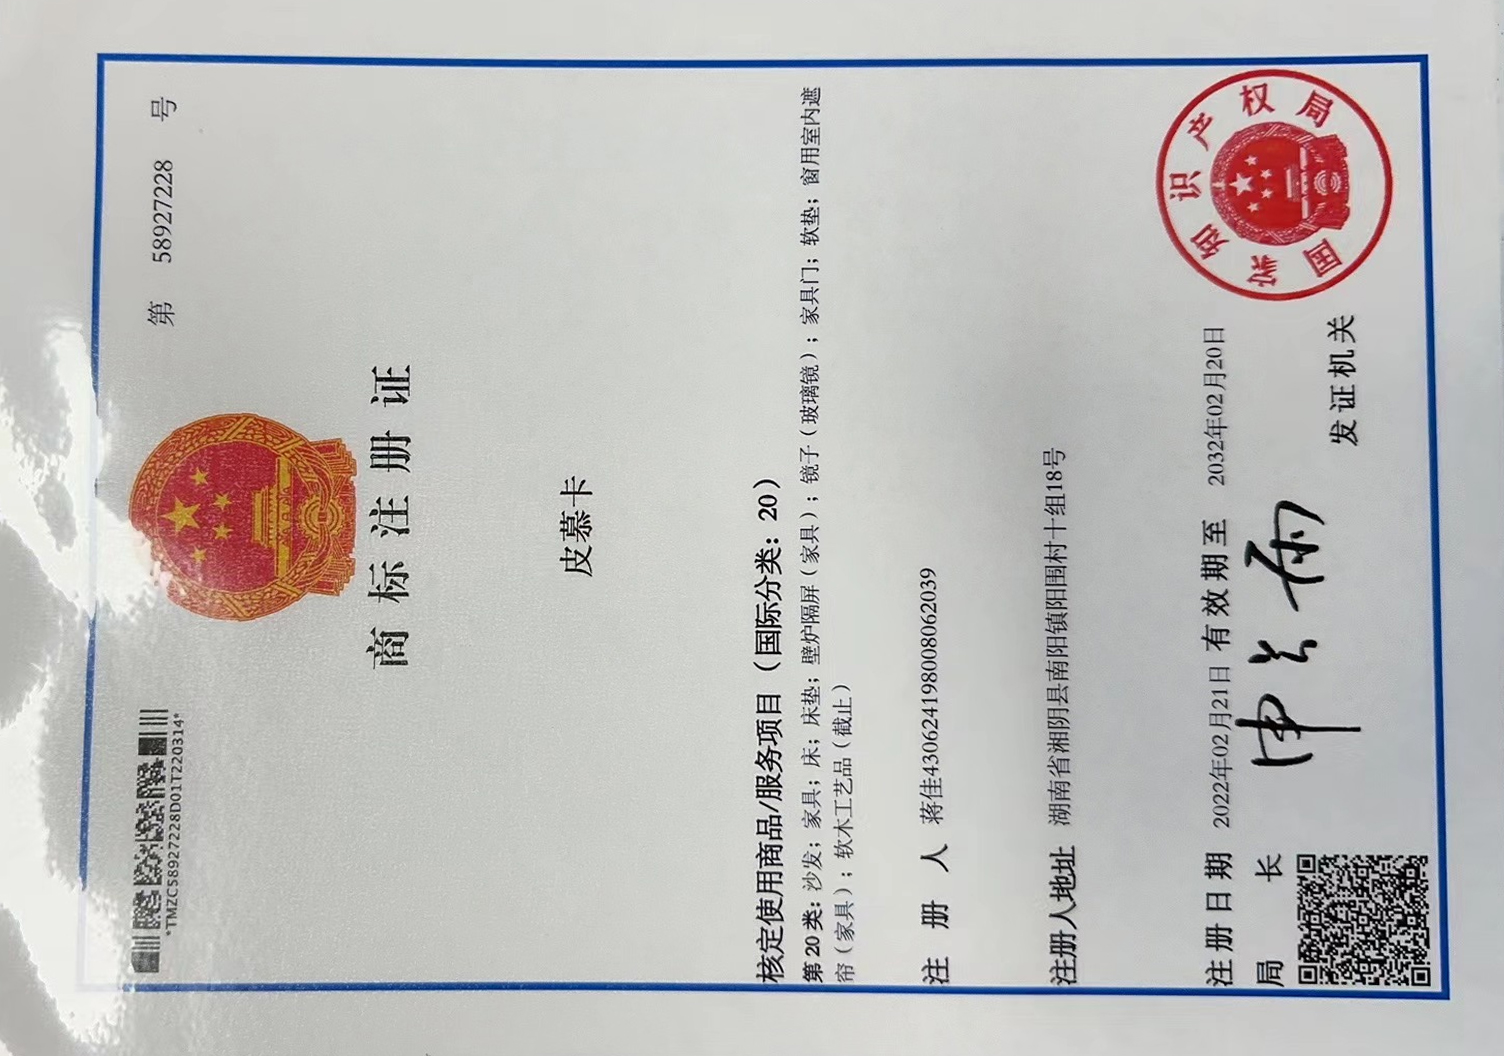 *TMZC58927228D01T220314*
第 58927228 号
商标注册证
皮慕卡
核定使用商品/服务项目（国际分类：20）
第20类：沙发；家具；床；床垫；壁炉隔屏（家具）；镜子（玻璃镜）；家具门；软垫；窗用室内遮
帘（家具）；软木工艺品（截止）
注册人 蒋佳430624198008062039
注册人地址 湖南省湘阴县南阳镇阳围村十组18号
注册日期 2022年02月21日 有效期至 2032年02月20日
局长 申长雨
发证机关
国家知识产权局